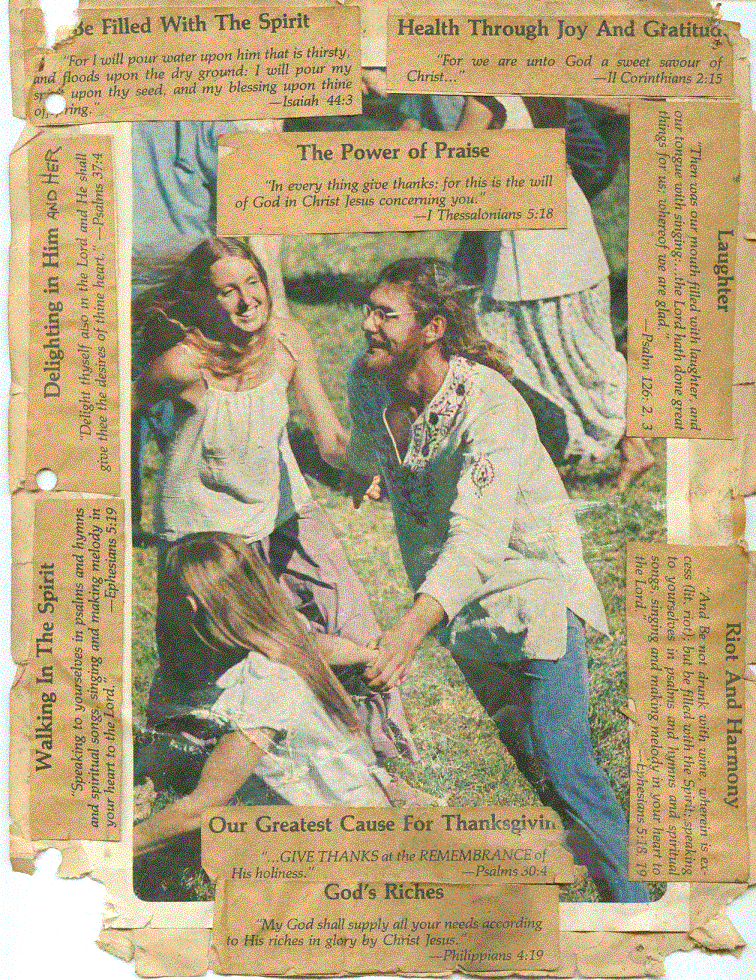 Be Filled With The Spirit
"For I will pour water upon him that is thirsty,
and floods upon the dry ground: I will pour my
upon thy seed, and my blessing upon thine
—Isaiah 44:3
Health Through Joy And Gratitud
"For we are unto God a sweet savour of
Christ..." —II Corinthians 2:15
The Power of Praise
"In every thing give thanks: for this is the will
of God in Christ Jesus concerning you."
—I Thessalonians 5:18
Delighting in Him AND HER
"Delight thyself also in the Lord and He shall
give thee the desires of thine heart." —Psalms 37:4
Laughter
"Then was our mouth filled with laughter, and
our tongue with singing...the Lord hath done great
things for us; whereof we are glad."
—Psalm 126: 2, 3
Walking In The Spirit
"Speaking to yourselves in psalms and hymns
and spiritual songs, singing and making melody in
your heart to the Lord," —Ephesians 5:19
Riot And Harmony
"And Be not drunk with wine, wherein is ex-
cess (lit. riot); but be filled with the Spirit; speaking
to yourselves in psalms and hymns and spiritual
songs, singing and making melody in your heart to
the Lord." —Ephesians 5:18, 19
Our Greatest Cause For Thanksgivin
"...GIVE THANKS at the REMEMBRANCE of
His holiness." —Psalms 30:4
God's Riches
"My God shall supply all your needs according
to His riches in glory by Christ Jesus."
—Philippians 4:19